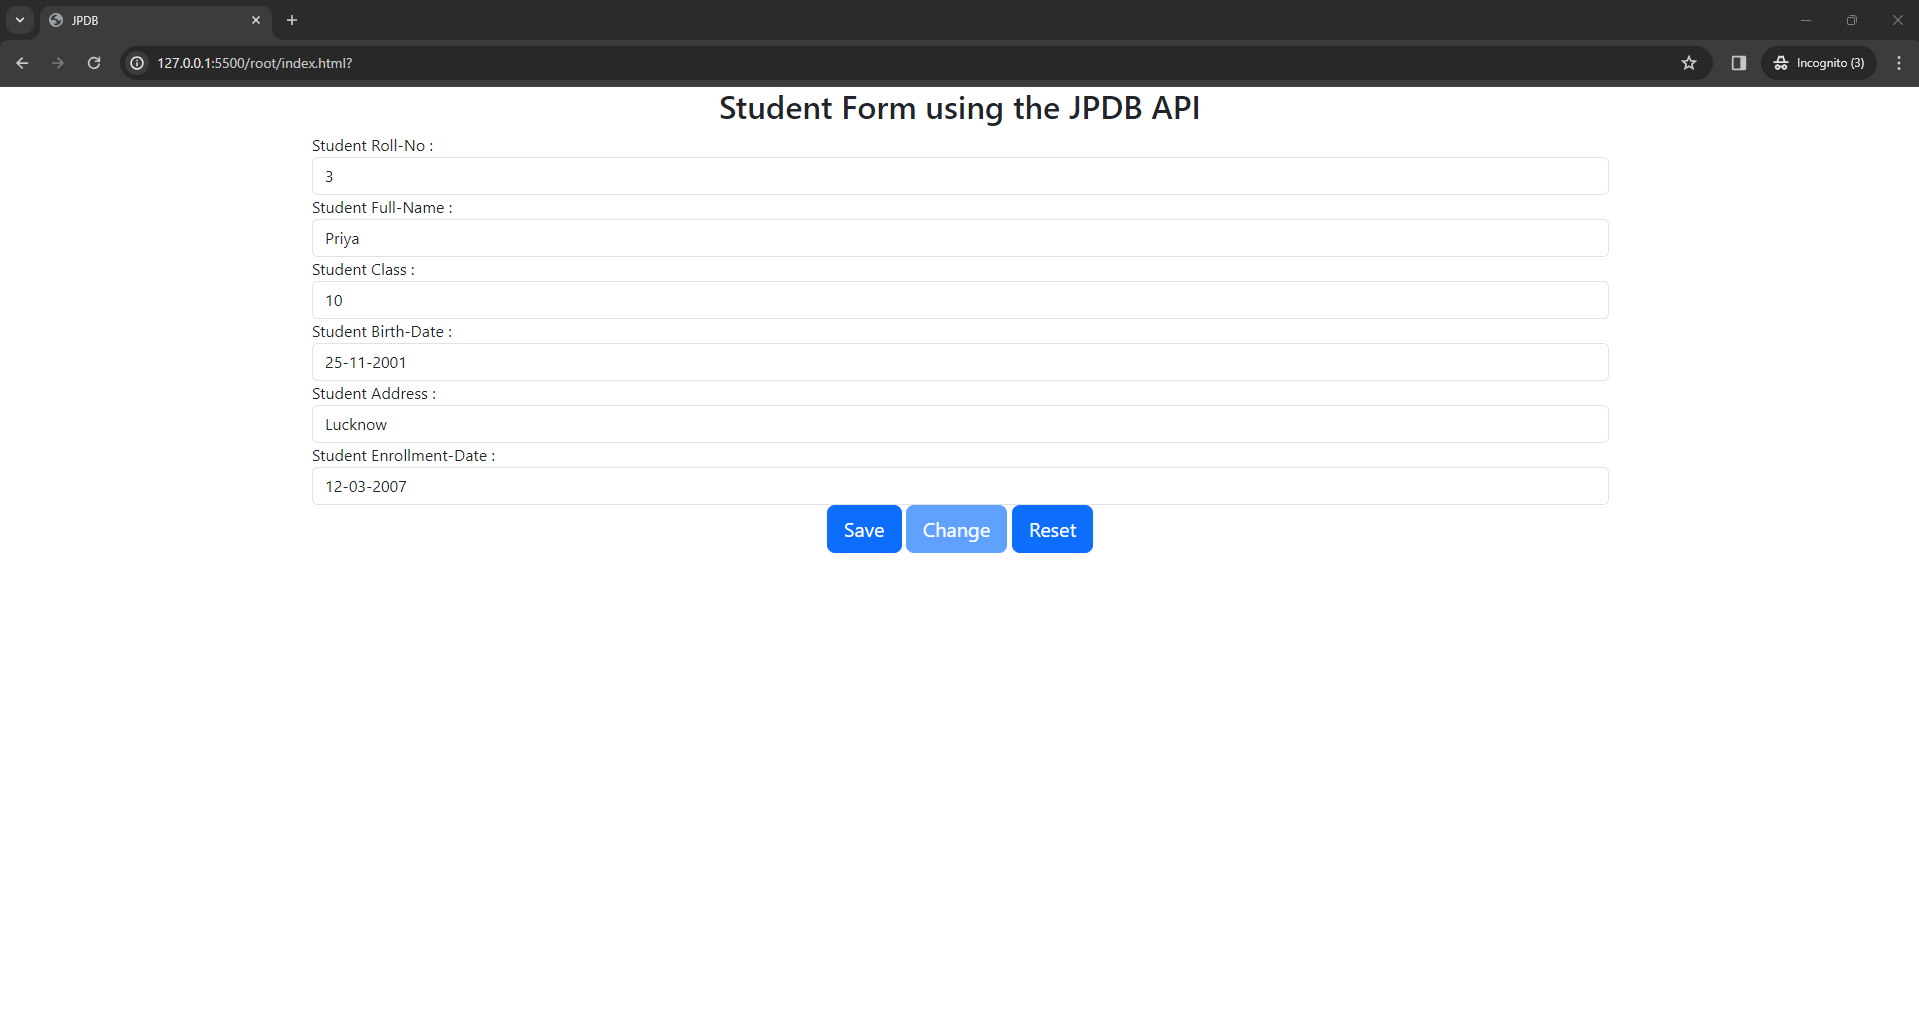 JPDB
127.0.0.1:5500/root/index.html?
Incognito (3)
Student Form using the JPDB API
Student Roll-No :
3
Student Full-Name :
Priya
Student Class :
10
Student Birth-Date :
25-11-2001
Student Address :
Lucknow
Student Enrollment-Date :
12-03-2007
Save Change Reset